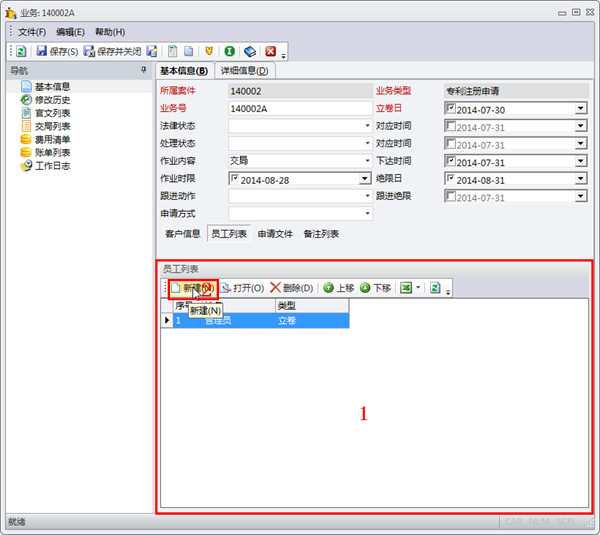 业务: 140002A
文件(F) 编辑(E) 帮助(H)
保存(S) 保存并关闭
导航
基本信息
修改历史
官文列表
交局列表
费用清单
账单列表
工作日志
基本信息(B) 详细信息(D)
所属案件 140002 业务类型 专利注册申请
业务号 140002A 立卷日 2014-07-30
法律状态 对应时间 2014-07-31
处理状态 对应时间 2014-07-31
作业内容 交局 下达时间 2014-07-30
作业时限 2014-08-28 绝限日 2014-08-31
跟进动作 跟进绝限 2014-07-31
申请方式
客户信息 员工列表 申请文件 备注列表
员工列表
新建(N) 2 打开(O) 删除(D) 上移 下移
序号 类型
新建(N)
1 管理员 立卷
1
就绪 CAP NUM SCRL